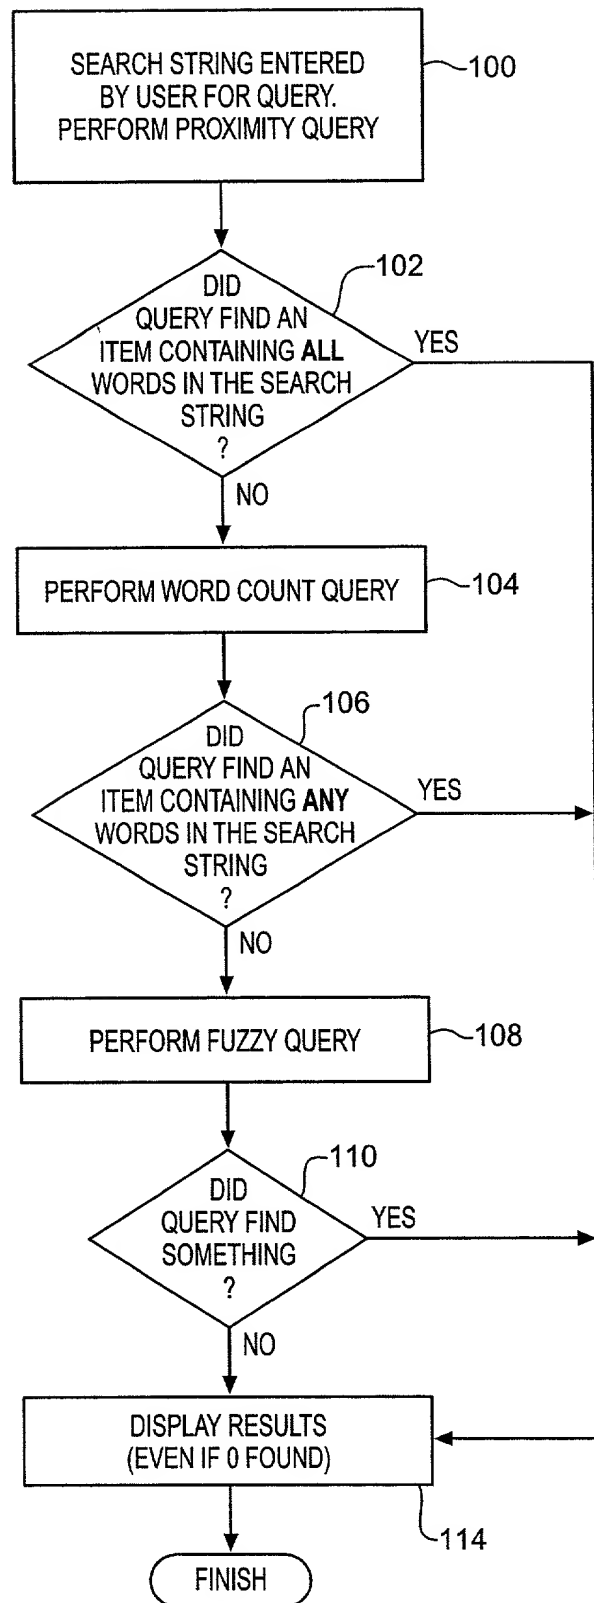 SEARCH STRING ENTERED
BY USER FOR QUERY.
PERFORM PROXIMITY QUERY
100
102
DID
QUERY FIND AN
ITEM CONTAINING ALL
WORDS IN THE SEARCH
STRING
?
YES
NO
PERFORM WORD COUNT QUERY
104
106
DID
QUERY FIND AN
ITEM CONTAINING ANY
WORDS IN THE SEARCH
STRING
?
YES
NO
PERFORM FUZZY QUERY
108
110
DID
QUERY FIND
SOMETHING
?
YES
NO
DISPLAY RESULTS
(EVEN IF 0 FOUND)
114
FINISH